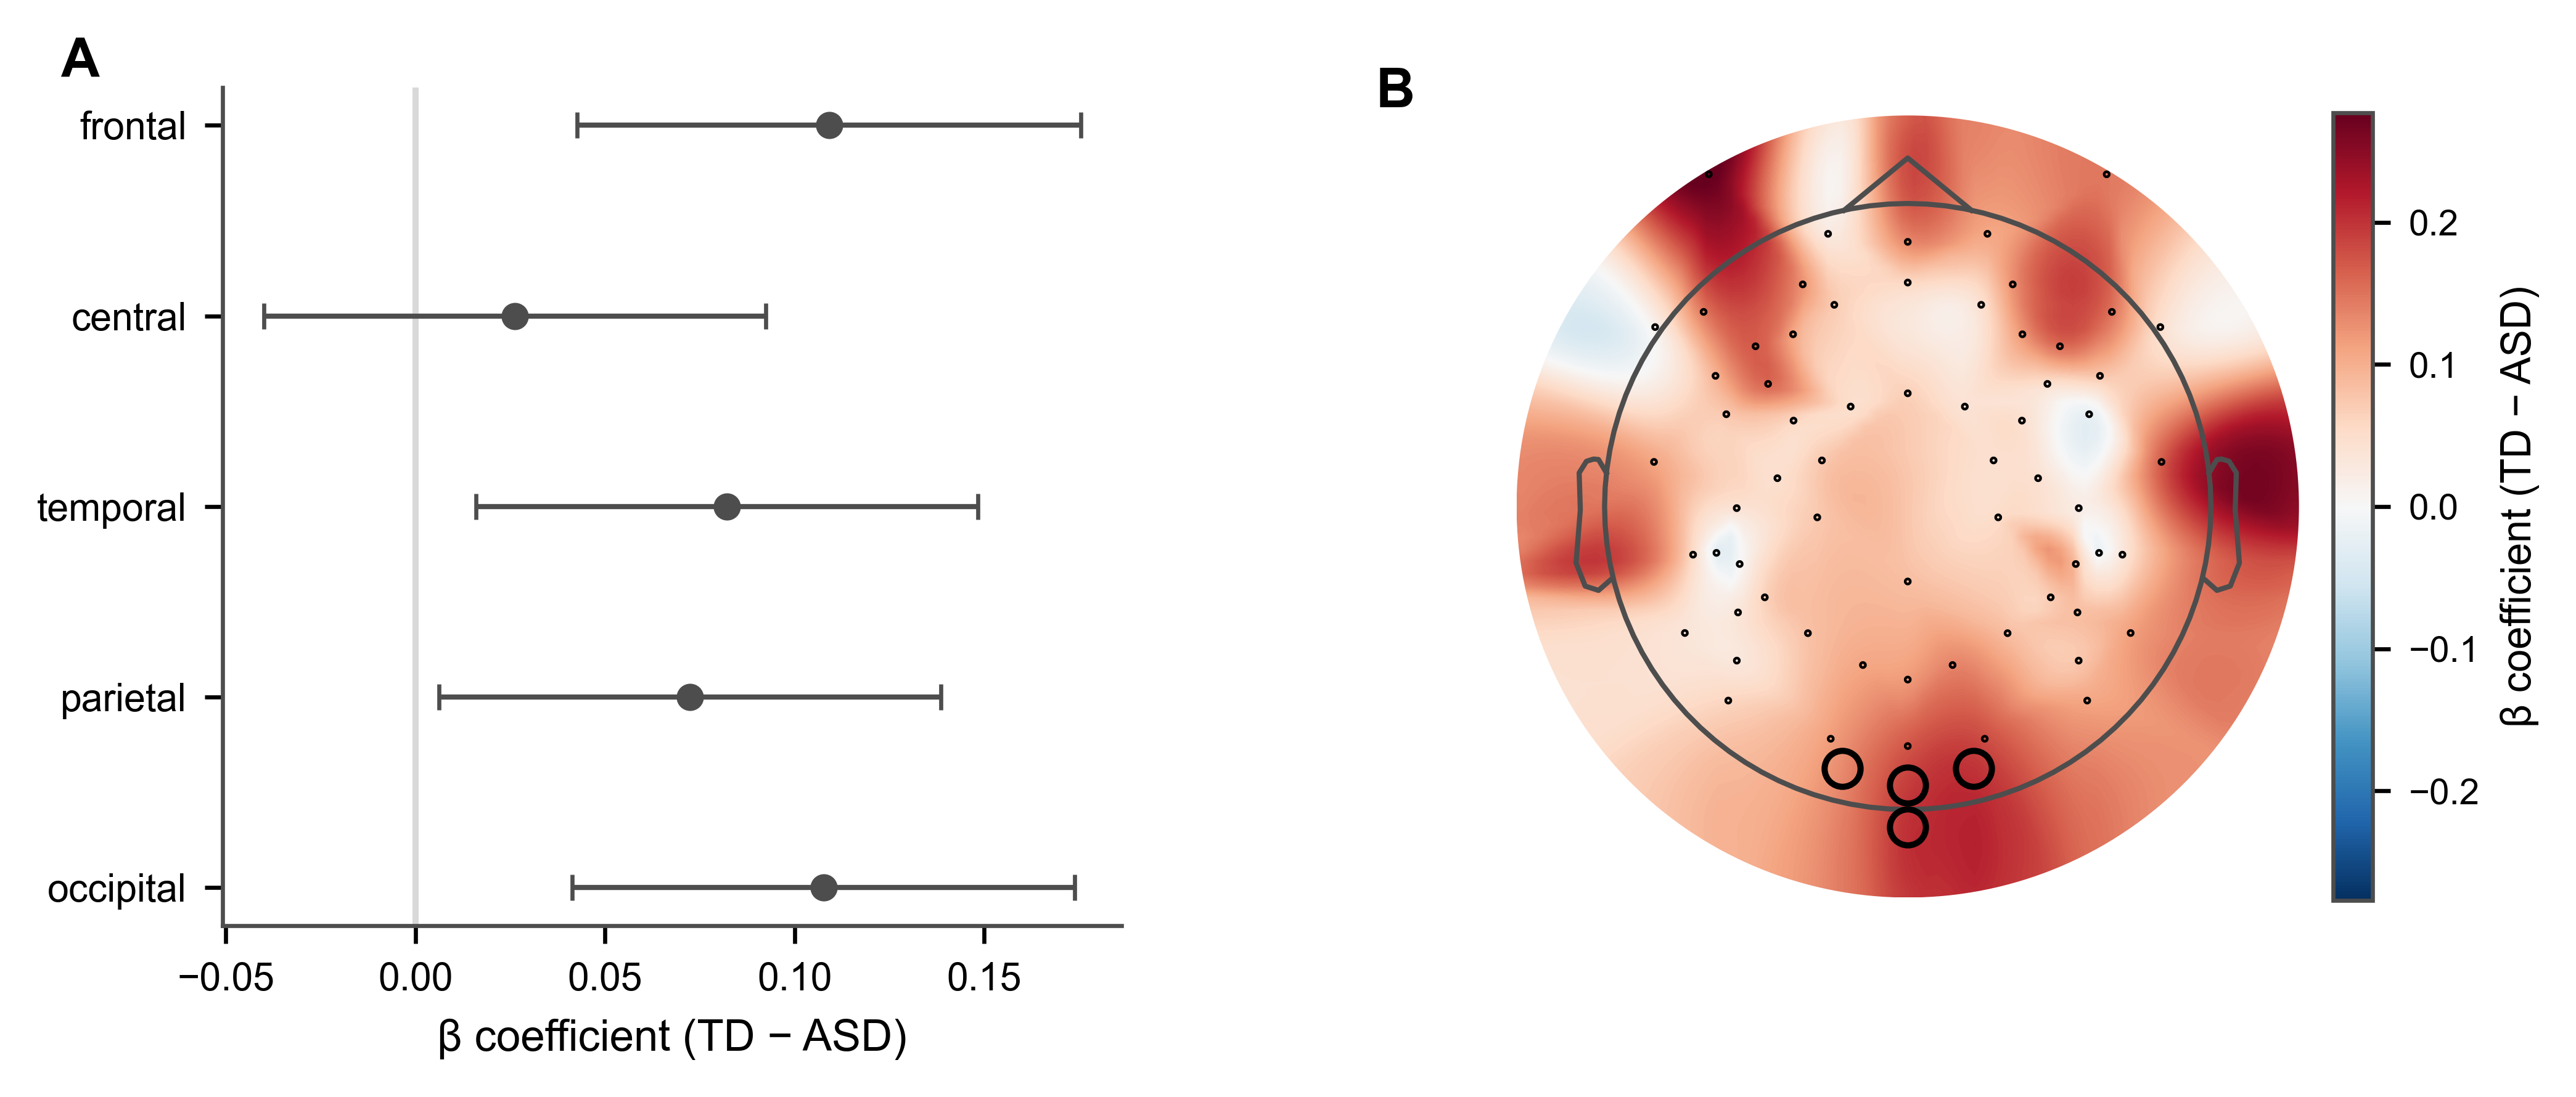 A
frontal
central
temporal
parietal
occipital
−0.05 0.00 0.05 0.10 0.15
β coefficient (TD − ASD)
B
0.2
0.1
0.0
−0.1
−0.2
β coefficient (TD − ASD)